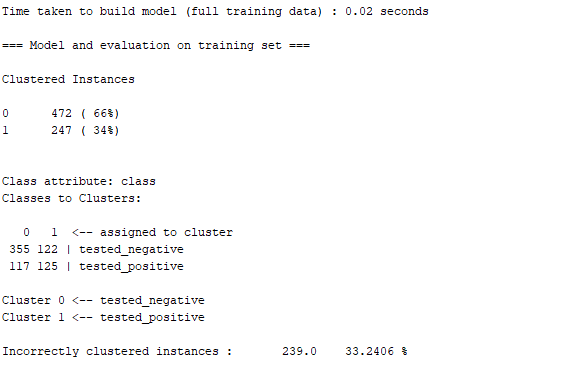 Time taken to build model (full training data) : 0.02 seconds
=== Model and evaluation on training set ===
Clustered Instances
0      472 ( 66%)
1      247 ( 34%)
Class attribute: class
Classes to Clusters:
   0   1  <-- assigned to cluster
 355 122 | tested_negative
 117 125 | tested_positive
Cluster 0 <-- tested_negative
Cluster 1 <-- tested_positive
Incorrectly clustered instances :       239.0    33.2406 %